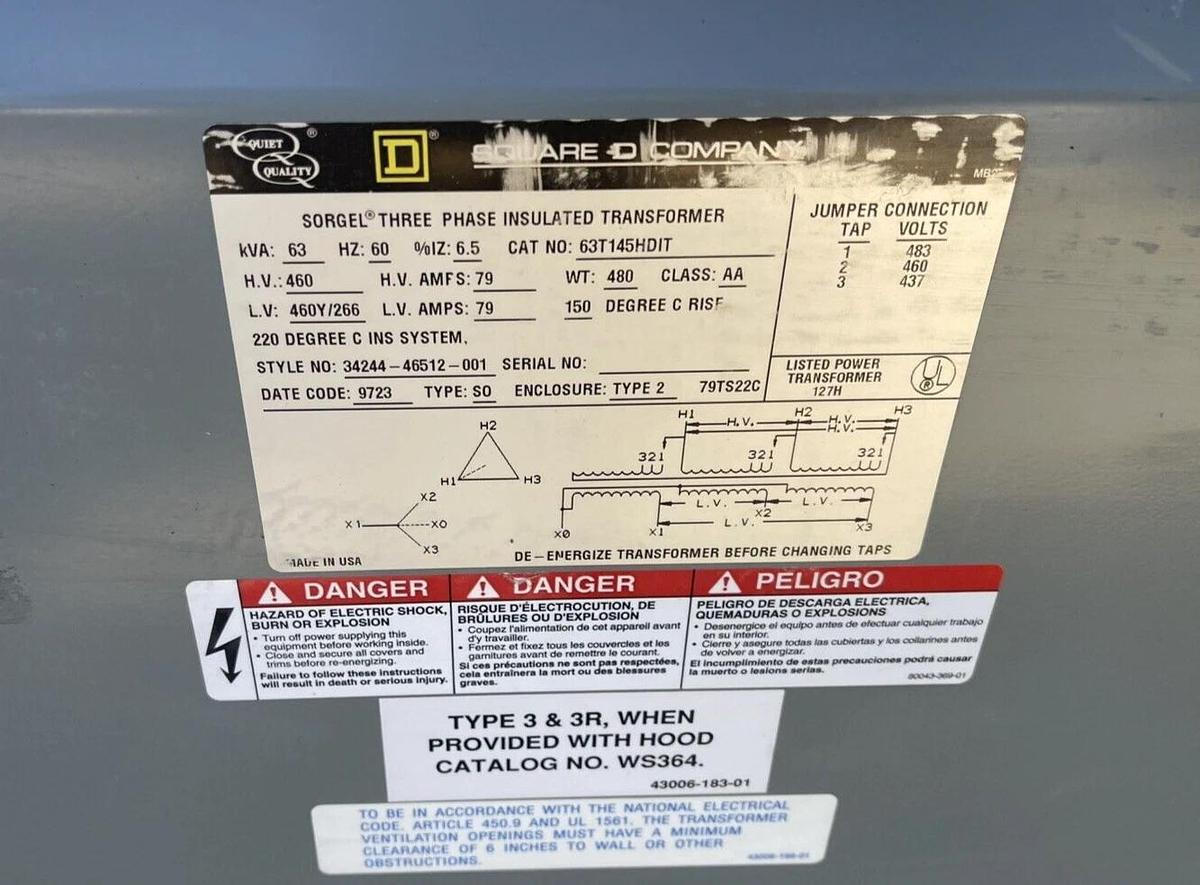 QUIET
QUALITY
®
D
®
SQUARE D COMPANY
SORGEL® THREE PHASE INSULATED TRANSFORMER
kVA: 63 HZ: 60 %IZ: 6.5 CAT NO: 63T145HDIT
H.V.: 460 H.V. AMPS: 79 WT: 480 CLASS: AA
L.V: 460Y/266 L.V. AMPS: 79 150 DEGREE C RISE
220 DEGREE C INS SYSTEM,
STYLE NO: 34244-46512-001 SERIAL NO:
DATE CODE: 9723 TYPE: SO ENCLOSURE: TYPE 2 79TS22C
JUMPER CONNECTION
TAP VOLTS
1 483
2 460
3 437
LISTED POWER
TRANSFORMER
127H
UL
®
H2
H1 H3
X2
X1 X0
X3
H1 H2 H3
H.V. H.V.
H.V.
321 321 321
L.V. L.V.
X2
L.V.
X0 X1 X3
MADE IN USA
DE-ENERGIZE TRANSFORMER BEFORE CHANGING TAPS
DANGER
HAZARD OF ELECTRIC SHOCK,
BURN OR EXPLOSION
• Turn off power supplying this
equipment before working inside.
• Close and secure all covers and
trims before re-energizing.
Failure to follow these instructions
will result in death or serious injury.
DANGER
RISQUE D'ÉLECTROCUTION, DE
BRÛLURES OU D'EXPLOSION
• Coupez l'alimentation de cet appareil avant
d'y travailler.
• Fermez et fixez tous les couvercles et les
garnitures avant de remettre le courant.
Si ces précautions ne sont pas respectées,
cela entraînera la mort ou des blessures
graves.
PELIGRO
PELIGRO DE DESCARGA ELECTRICA,
QUEMADURAS O EXPLOSIONS
• Desenergice el equipo antes de efectuar cualquier trabajo
en su interior.
• Cierre y asegure todas las cubiertas y los collarines antes
de volver a energizar.
El incumplimiento de estas precauciones podrá causar
la muerto o lesions serias.
80043-369-01
TYPE 3 & 3R, WHEN
PROVIDED WITH HOOD
CATALOG NO. WS364.
43006-183-01
TO BE IN ACCORDANCE WITH THE NATIONAL ELECTRICAL
CODE, ARTICLE 450.9 AND UL 1561, THE TRANSFORMER
VENTILATION OPENINGS MUST HAVE A MINIMUM
CLEARANCE OF 6 INCHES TO WALL OR OTHER
OBSTRUCTIONS.